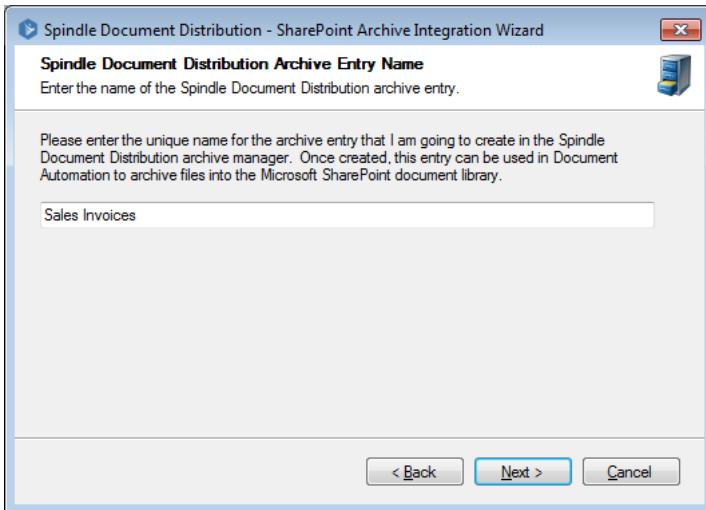 Spindle Document Distribution - SharePoint Archive Integration Wizard
Spindle Document Distribution Archive Entry Name
Enter the name of the Spindle Document Distribution archive entry.
Please enter the unique name for the archive entry that I am going to create in the Spindle
Document Distribution archive manager.  Once created, this entry can be used in Document
Automation to archive files into the Microsoft SharePoint document library.
Sales Invoices
< Back
Next >
Cancel